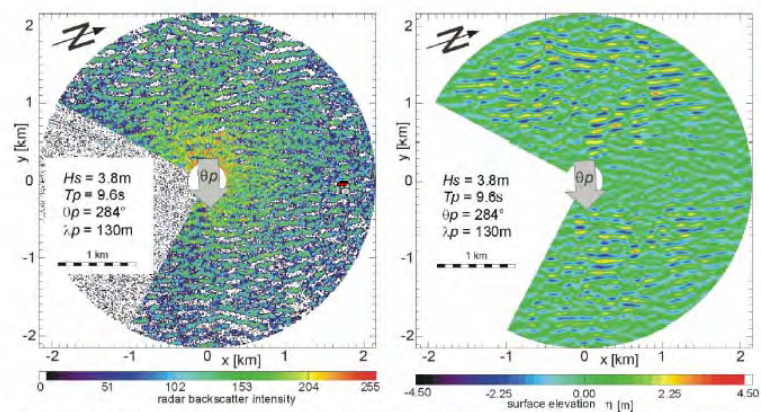 N
2
1
0
-1
-2
y [km]
θp
Hs = 3.8m
Tp = 9.6s
θp = 284°
λp = 130m
1 km
-2 -1 0 1 2
x [km]
0 51 102 153 204 255
radar backscatter intensity
N
2
1
0
-1
-2
y [km]
θp
Hs = 3.8m
Tp = 9.6s
θp = 284°
λp = 130m
1 km
-2 -1 0 1 2
x [km]
-4.50 -2.25 0.00 2.25 4.50
surface elevation η [m]